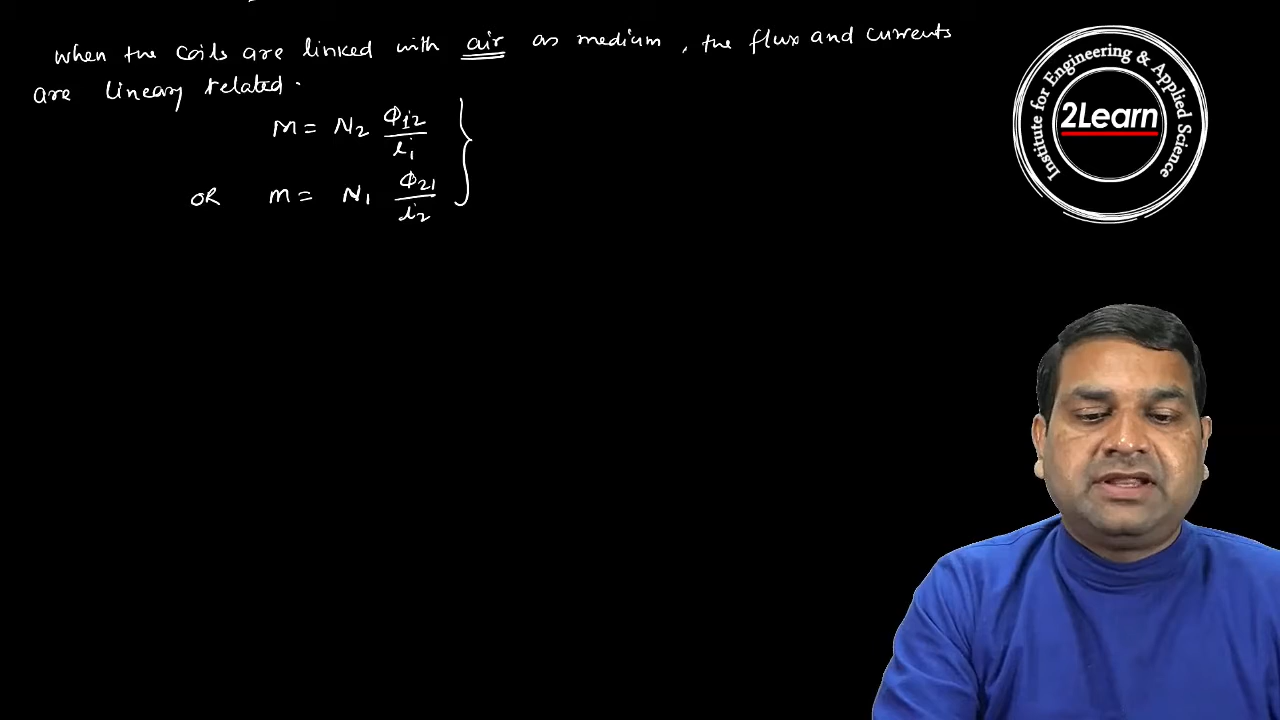 when the coils are linked with air as medium, the flux and currents
are lineary related.
M = N₂ Φ₁₂/i₁
OR m = N₁ Φ₂₁/i₂
Institute for Engineering & Applied Science
2Learn